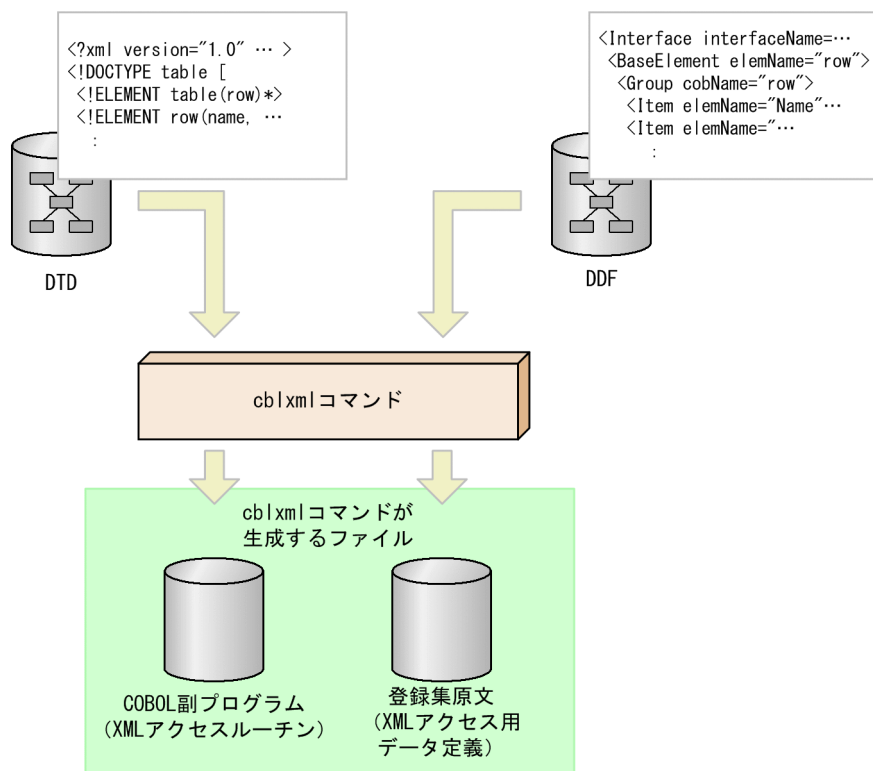 <?xml version="1.0" … >
<!DOCTYPE table [
<!ELEMENT table(row)*>
<!ELEMENT row(name, …
:
DTD
<Interface interfaceName=…
<BaseElement elemName="row">
<Group cobName="row">
<Item elemName="Name"…
<Item elemName="…
:
DDF
cblxmlコマンド
cblxmlコマンドが
生成するファイル
COBOL副プログラム
（XMLアクセスルーチン）
登録集原文
（XMLアクセス用
データ定義）